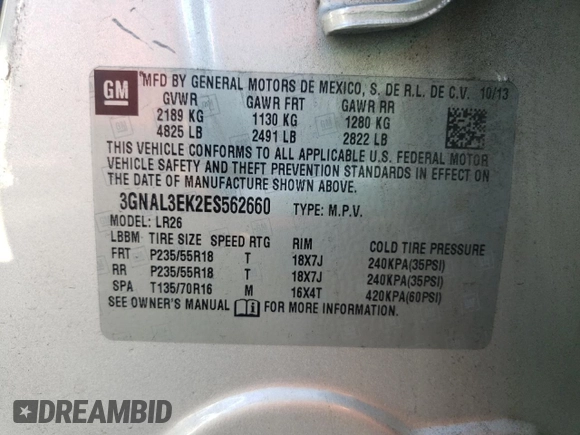 GM
MFD BY GENERAL MOTORS DE MEXICO, S. DE R.L. DE C.V. 10/13
GVWR GAWR FRT GAWR RR
2189 KG 1130 KG 1280 KG
4825 LB 2491 LB 2822 LB
THIS VEHICLE CONFORMS TO ALL APPLICABLE U.S. FEDERAL MOTOR
VEHICLE SAFETY AND THEFT PREVENTION STANDARDS IN EFFECT ON
THE DATE OF MANUFACTURE SHOWN ABOVE.
3GNAL3EK2ES562660 TYPE: M.P.V.
MODEL: LR26
LBBM TIRE SIZE SPEED RTG RIM COLD TIRE PRESSURE
FRT P235/55R18 T 18X7J 240KPA(35PSI)
RR P235/55R18 T 18X7J 240KPA(35PSI)
SPA T135/70R16 M 16X4T 420KPA(60PSI)
SEE OWNER'S MANUAL FOR MORE INFORMATION.
DREAMBID